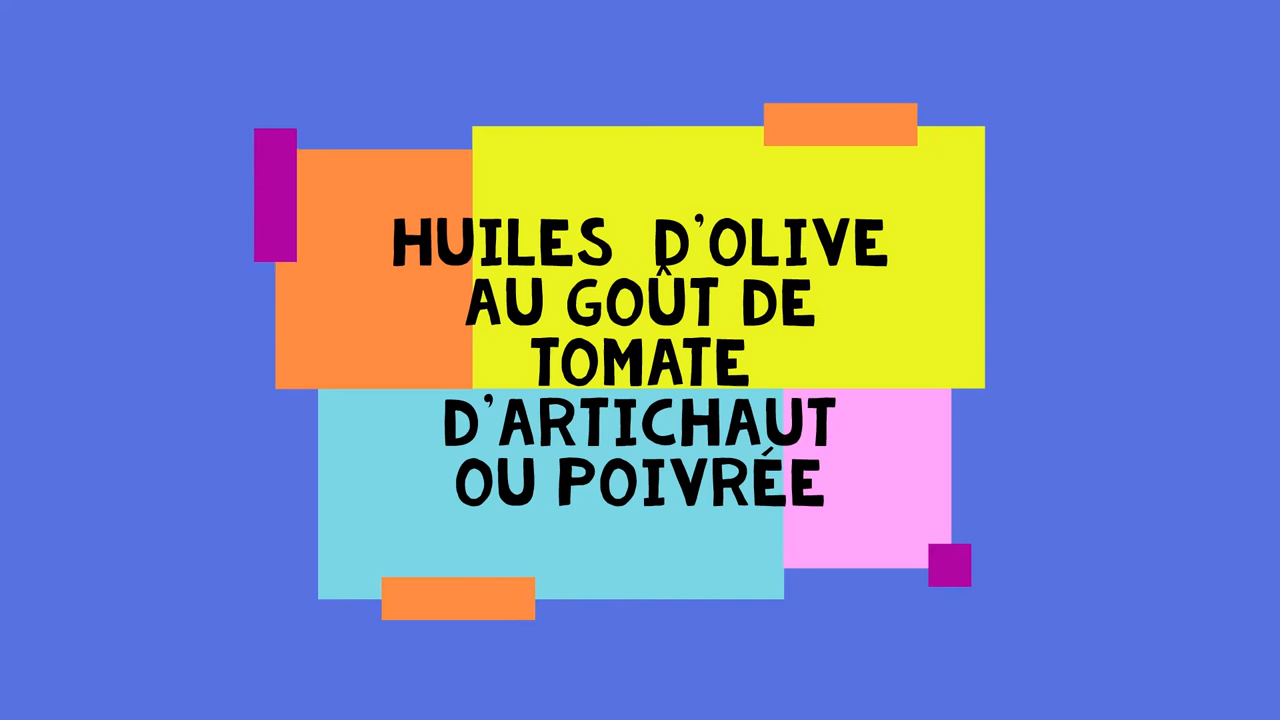 HUILES D'OLIVE
AU GOÛT DE
TOMATE
D'ARTICHAUT
OU POIVRÉE